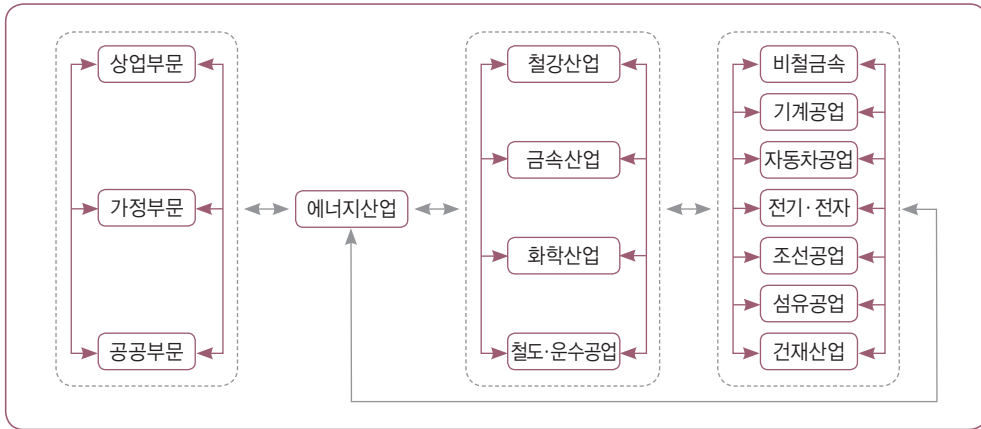 상업부문
가정부문
공공부문
에너지산업
철강산업
금속산업
화학산업
철도·운수공업
비철금속
기계공업
자동차공업
전기·전자
조선공업
섬유공업
건재산업